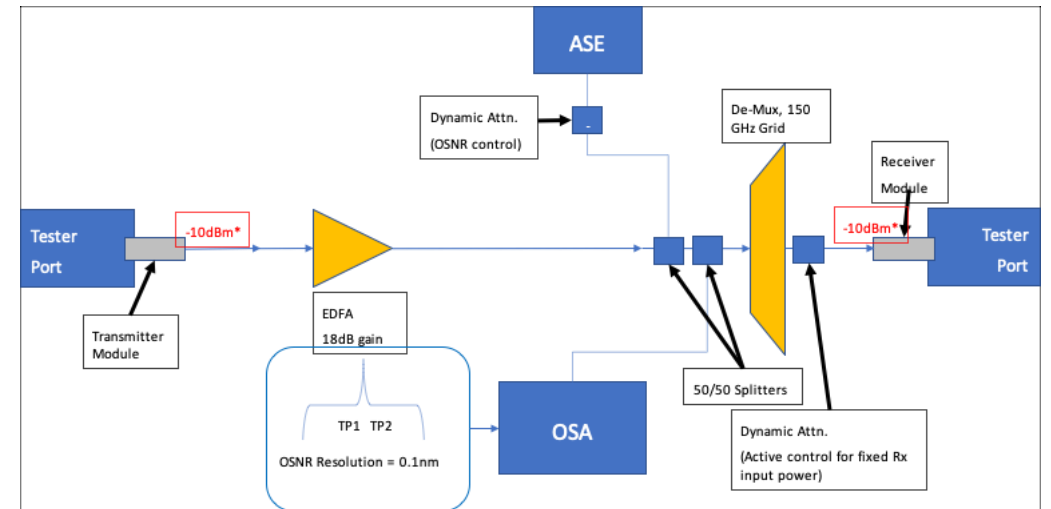 ASE
Dynamic Attn.
(OSNR control)
-
De-Mux, 150
GHz Grid
Receiver
Module
Tester
Port
-10dBm*
-10dBm*
Tester
Port
Transmitter
Module
EDFA
18dB gain
TP1 TP2
OSNR Resolution = 0.1nm
OSA
50/50 Splitters
Dynamic Attn.
(Active control for fixed Rx
input power)